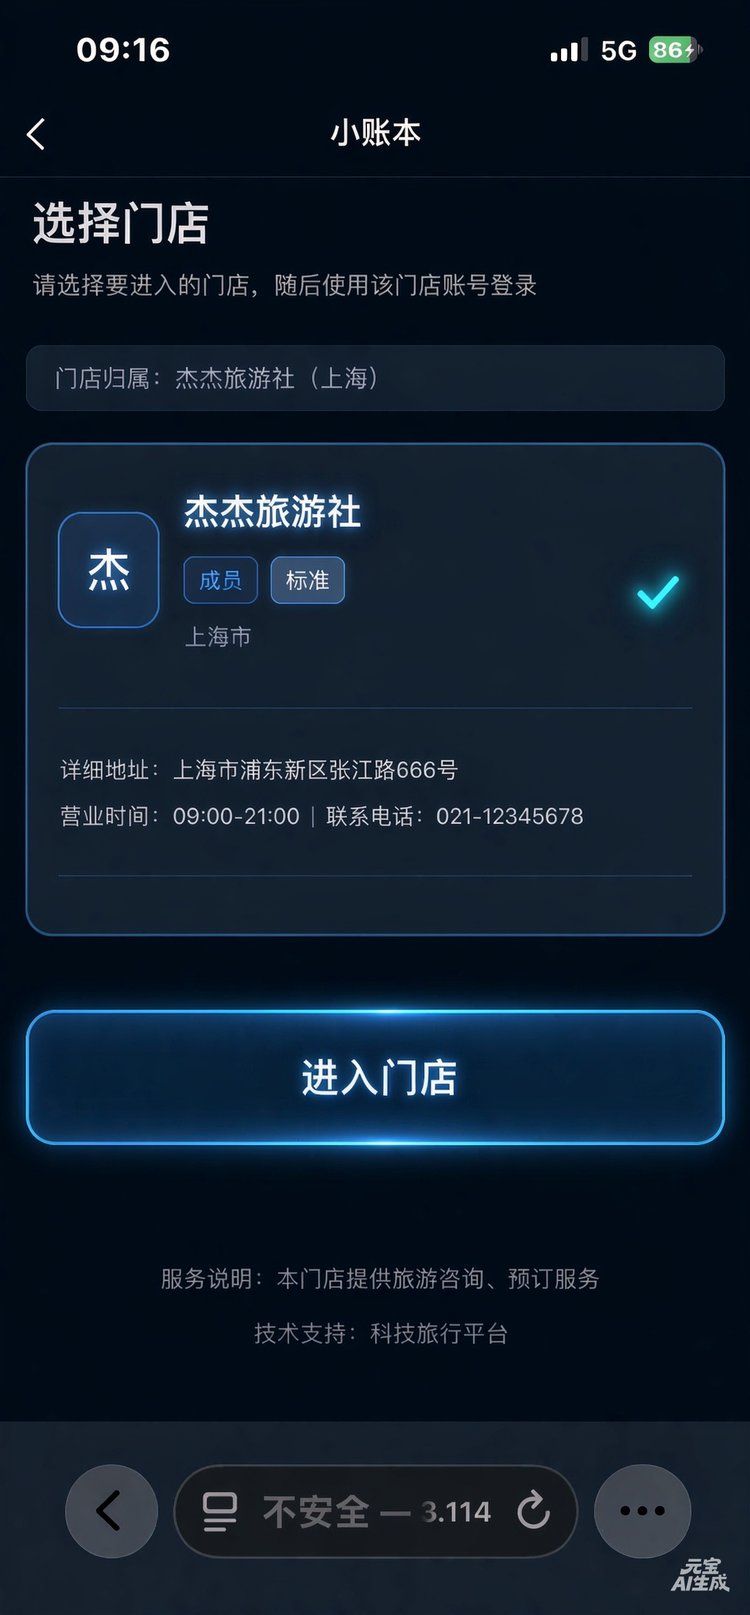 09:16 5G 86
小账本
选择门店
请选择要进入的门店，随后使用该门店账号登录
门店归属：杰杰旅游社（上海）
杰
杰杰旅游社
成员 标准
上海市
详细地址：上海市浦东新区张江路666号
营业时间：09:00-21:00｜联系电话：021-12345678
进入门店
服务说明：本门店提供旅游咨询、预订服务
技术支持：科技旅行平台
不安全 — 3.114
元宝
AI生成